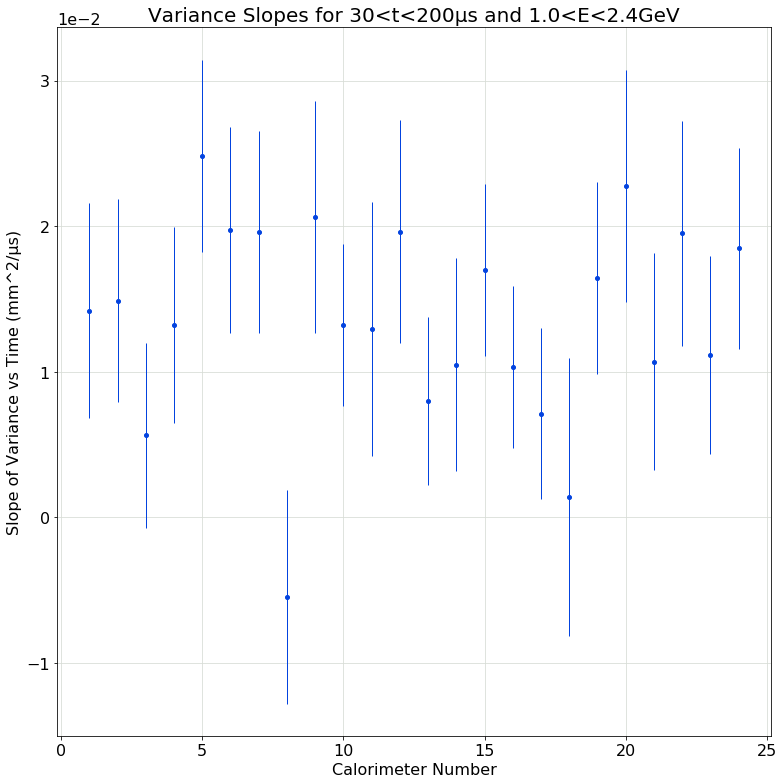 Variance Slopes for 30<t<200μs and 1.0<E<2.4GeV
1e−2
3
2
1
0
−1
Slope of Variance vs Time (mm^2/μs)
0 5 10 15 20 25
Calorimeter Number